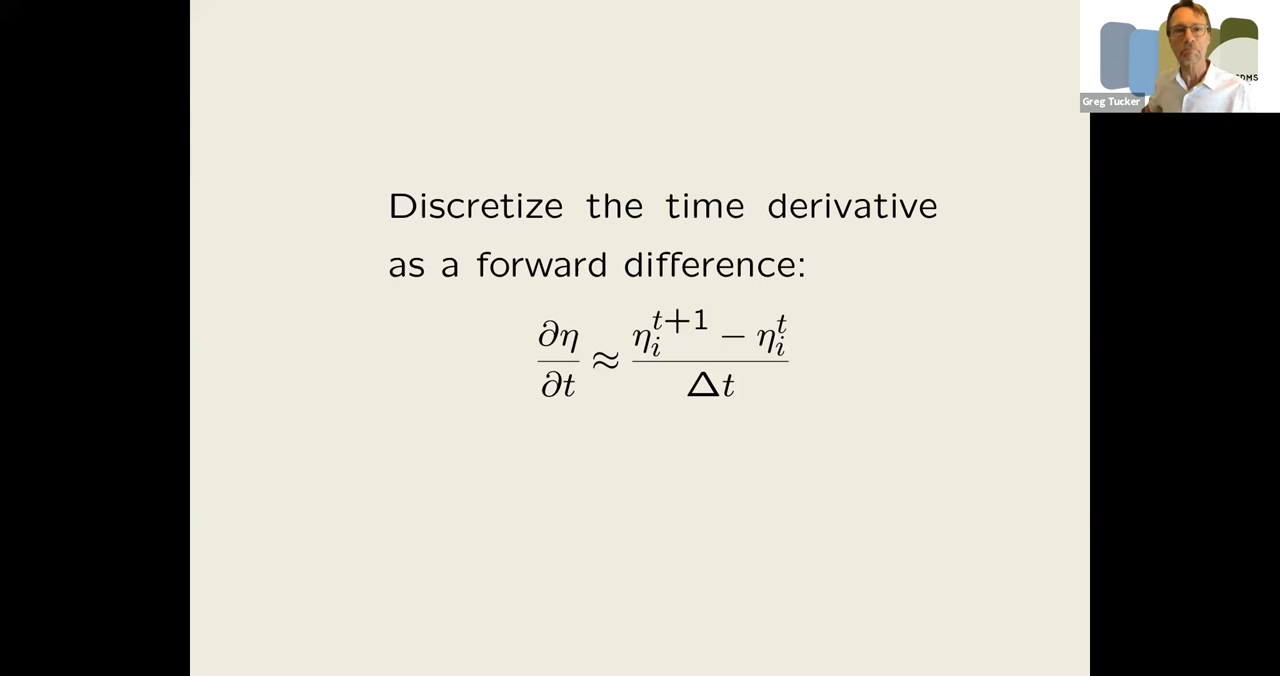 Discretize the time derivative
as a forward difference:
∂η/∂t ≈ (η_i^{t+1} − η_i^t)/Δt
Greg Tucker